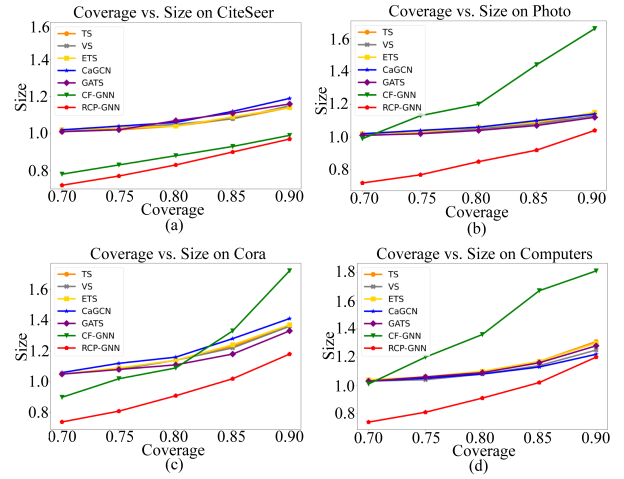 Coverage vs. Size on CiteSeer
1.6
1.4
1.2
1.0
0.8
Size
TS
VS
ETS
CaGCN
GATS
CF-GNN
RCP-GNN
0.70 0.75 0.80 0.85 0.90
Coverage
(a)
Coverage vs. Size on Photo
1.6
1.4
1.2
1.0
0.8
Size
TS
VS
ETS
CaGCN
GATS
CF-GNN
RCP-GNN
0.70 0.75 0.80 0.85 0.90
Coverage
(b)
Coverage vs. Size on Cora
1.6
1.4
1.2
1.0
0.8
Size
TS
VS
ETS
CaGCN
GATS
CF-GNN
RCP-GNN
0.70 0.75 0.80 0.85 0.90
Coverage
(c)
Coverage vs. Size on Computers
1.8
1.6
1.4
1.2
1.0
0.8
Size
TS
VS
ETS
CaGCN
GATS
CF-GNN
RCP-GNN
0.70 0.75 0.80 0.85 0.90
Coverage
(d)